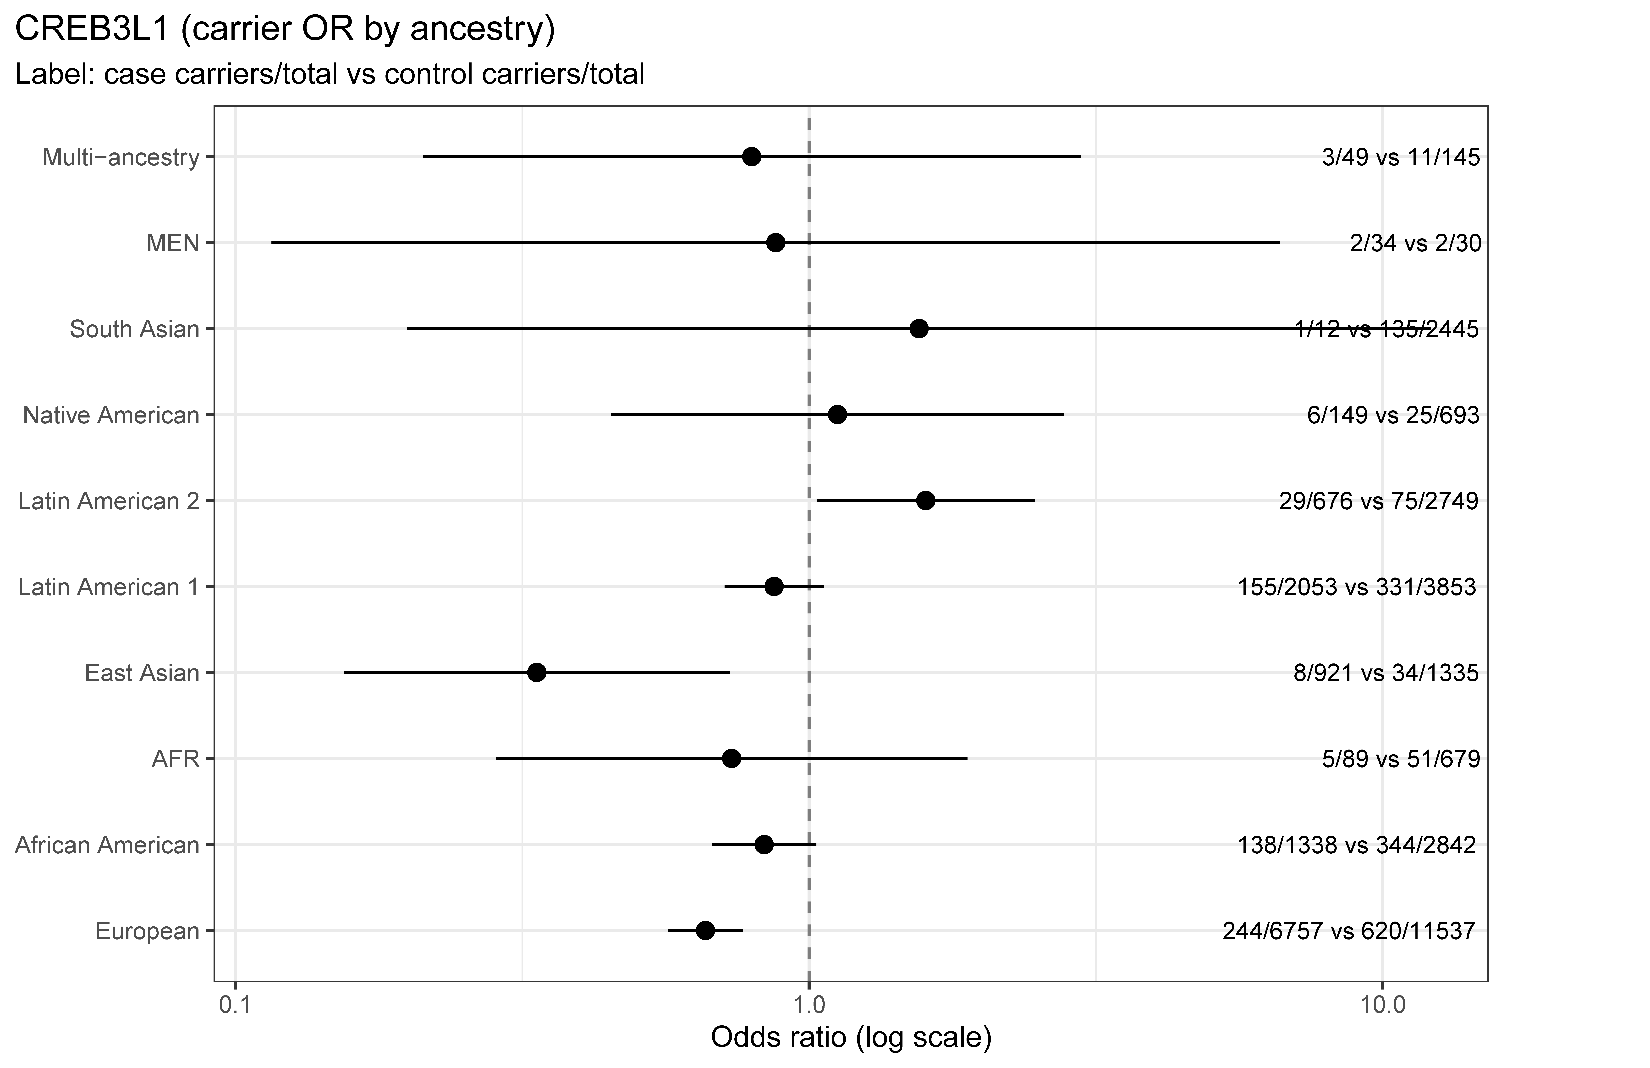 CREB3L1 (carrier OR by ancestry)
Label: case carriers/total vs control carriers/total
Multi−ancestry 3/49 vs 11/145
MEN 2/34 vs 2/30
South Asian 1/12 vs 135/2445
Native American 6/149 vs 25/693
Latin American 2 29/676 vs 75/2749
Latin American 1 155/2053 vs 331/3853
East Asian 8/921 vs 34/1335
AFR 5/89 vs 51/679
African American 138/1338 vs 344/2842
European 244/6757 vs 620/11537
0.1 1.0 10.0
Odds ratio (log scale)